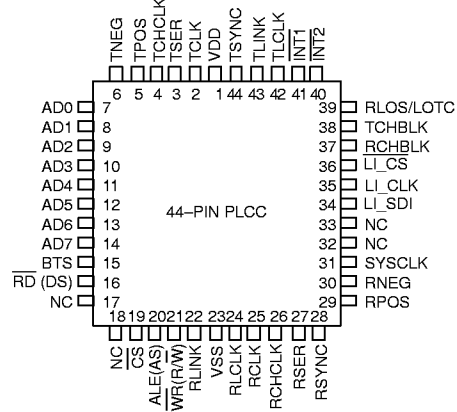 TNEG
TPOS
TCHCLK
TSER
TCLK
VDD
TSYNC
TLINK
TLCLK
INT1
INT2
6 5 4 3 2 1 44 43 42 41 40
AD0 7 39 RLOS/LOTC
AD1 8 38 TCHBLK
AD2 9 37 RCHBLK
AD3 10 36 LI_CS
AD4 11 35 LI_CLK
AD5 12 34 LI_SDI
44–PIN PLCC
AD6 13 33 NC
AD7 14 32 NC
BTS 15 31 SYSCLK
RD (DS) 16 30 RNEG
NC 17 29 RPOS
18 19 20 21 22 23 24 25 26 27 28
NC
CS
ALE(AS)
WR(R/W)
RLINK
VSS
RLCLK
RCLK
RCHCLK
RSER
RSYNC